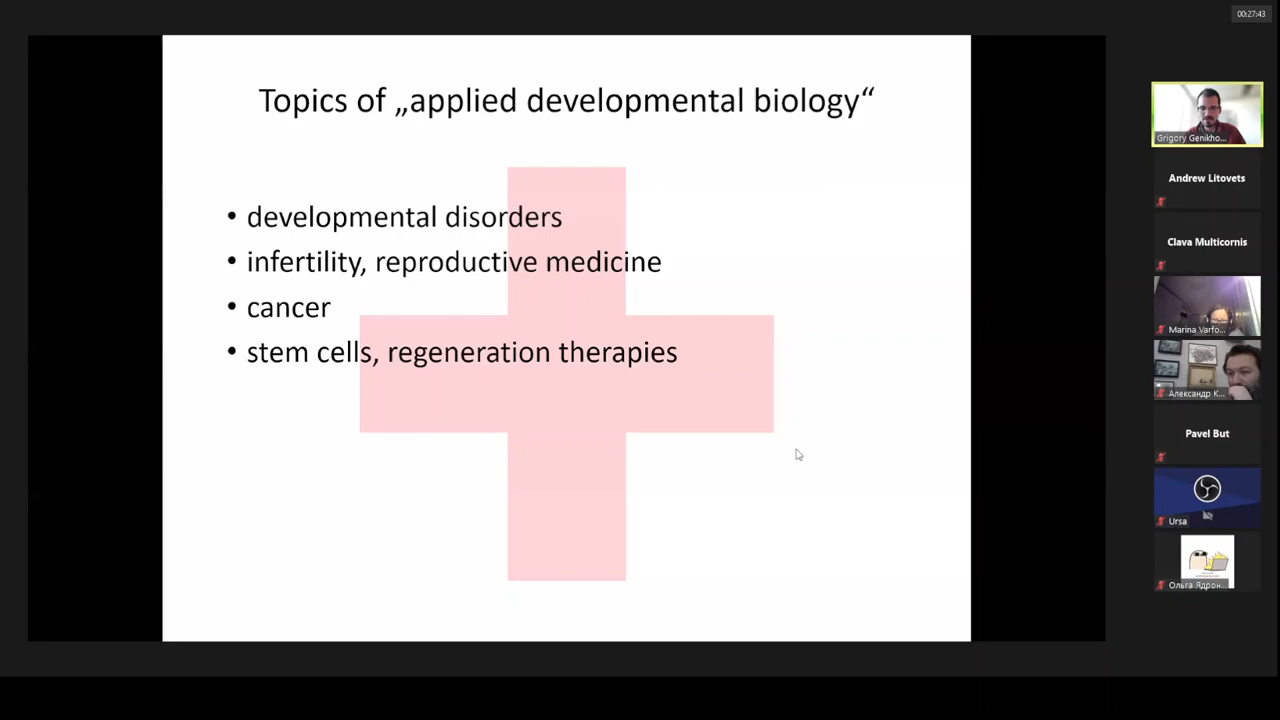 00:27:43
Topics of „applied developmental biology“
• developmental disorders
• infertility, reproductive medicine
• cancer
• stem cells, regeneration therapies
Grigory Genikho...
Andrew Litovets
Clava Multicornis
Marina Varfo...
Александр К...
Pavel But
Ursa
Ольга Ядрон...